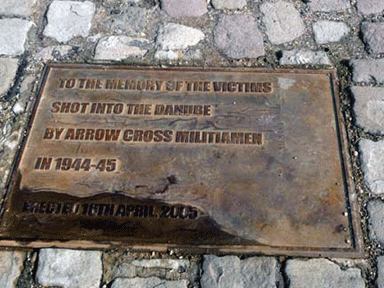 TO THE MEMORY OF THE VICTIMS
SHOT INTO THE DANUBE
BY ARROW CROSS MILITIAMEN
IN 1944-45
ERECTED 16TH APRIL, 2005